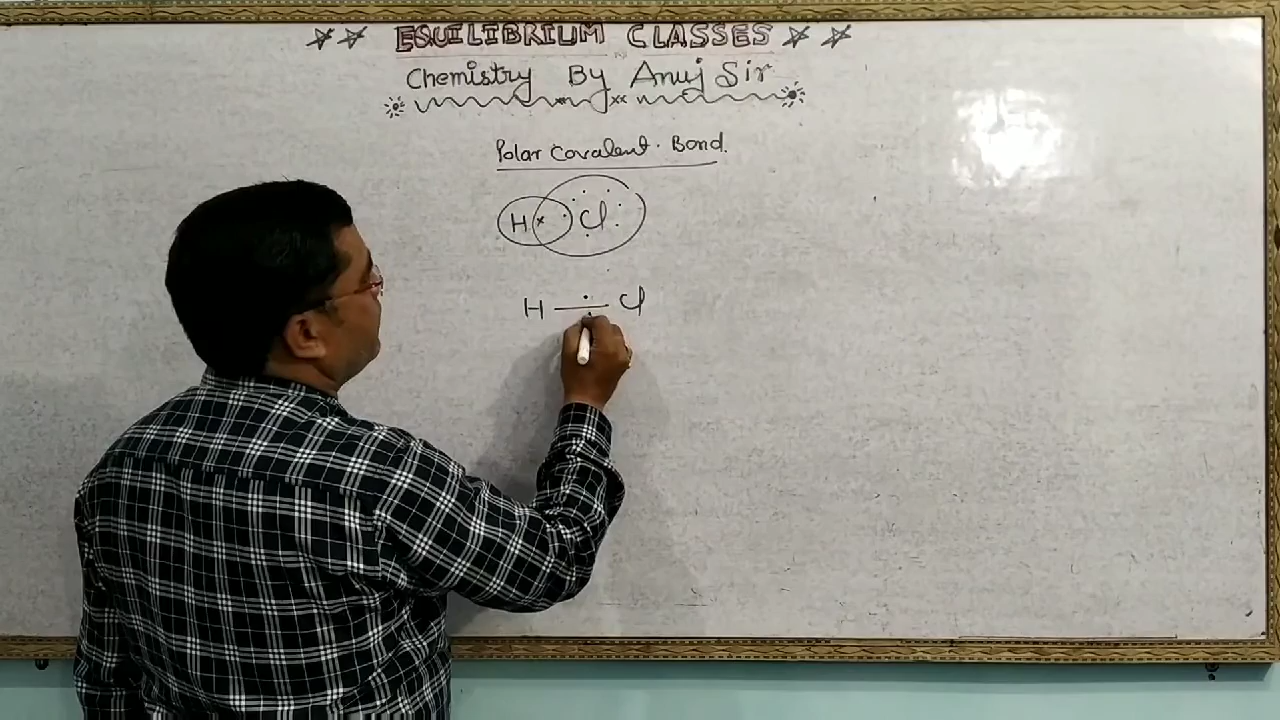 EQUILIBRIUM CLASSES
Chemistry By Anuj Sir
Polar Covalent Bond.
H Cl
H — Cl